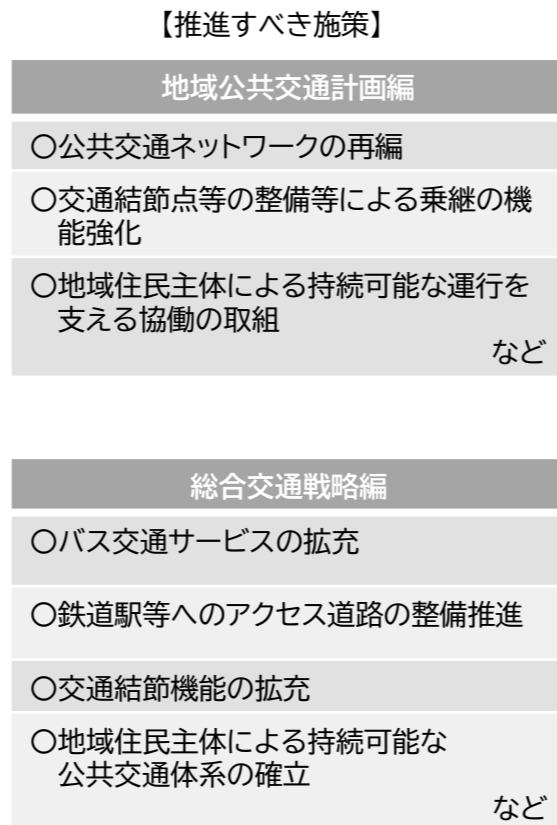 【推進すべき施策】
地域公共交通計画編
〇公共交通ネットワークの再編
〇交通結節点等の整備等による乗継の機
能強化
〇地域住民主体による持続可能な運行を
支える協働の取組
など
総合交通戦略編
〇バス交通サービスの拡充
〇鉄道駅等へのアクセス道路の整備推進
〇交通結節機能の拡充
〇地域住民主体による持続可能な
公共交通体系の確立
など